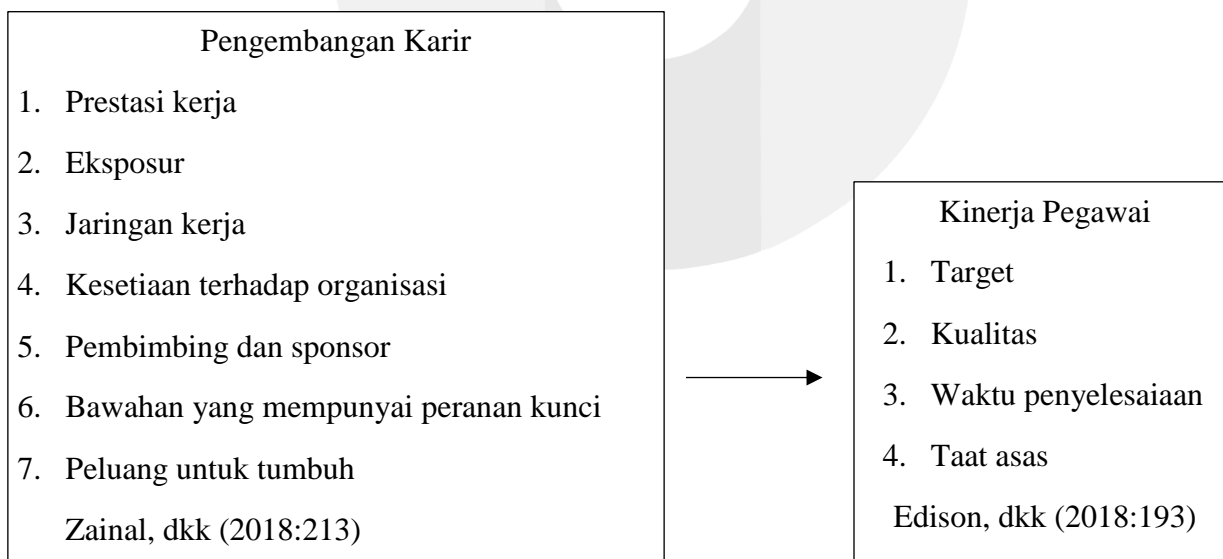 Pengembangan Karir
1. Prestasi kerja
2. Eksposur
3. Jaringan kerja
4. Kesetiaan terhadap organisasi
5. Pembimbing dan sponsor
6. Bawahan yang mempunyai peranan kunci
7. Peluang untuk tumbuh
Zainal, dkk (2018:213)
Kinerja Pegawai
1. Target
2. Kualitas
3. Waktu penyelesaiaan
4. Taat asas
Edison, dkk (2018:193)